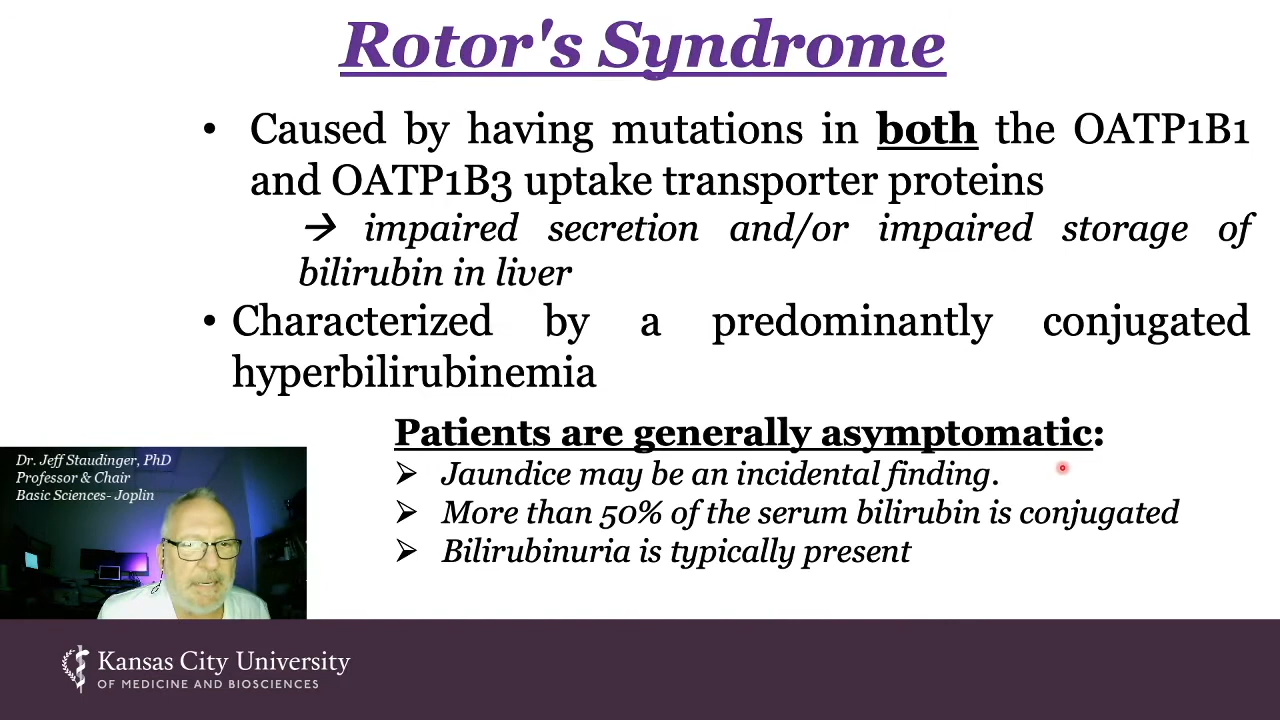 Rotor's Syndrome
• Caused by having mutations in both the OATP1B1
and OATP1B3 uptake transporter proteins
→ impaired secretion and/or impaired storage of
bilirubin in liver
• Characterized by a predominantly conjugated
hyperbilirubinemia
Patients are generally asymptomatic:
➢ Jaundice may be an incidental finding.
➢ More than 50% of the serum bilirubin is conjugated
➢ Bilirubinuria is typically present
Dr. Jeff Staudinger, PhD
Professor & Chair
Basic Sciences- Joplin
Kansas City University
OF MEDICINE AND BIOSCIENCES